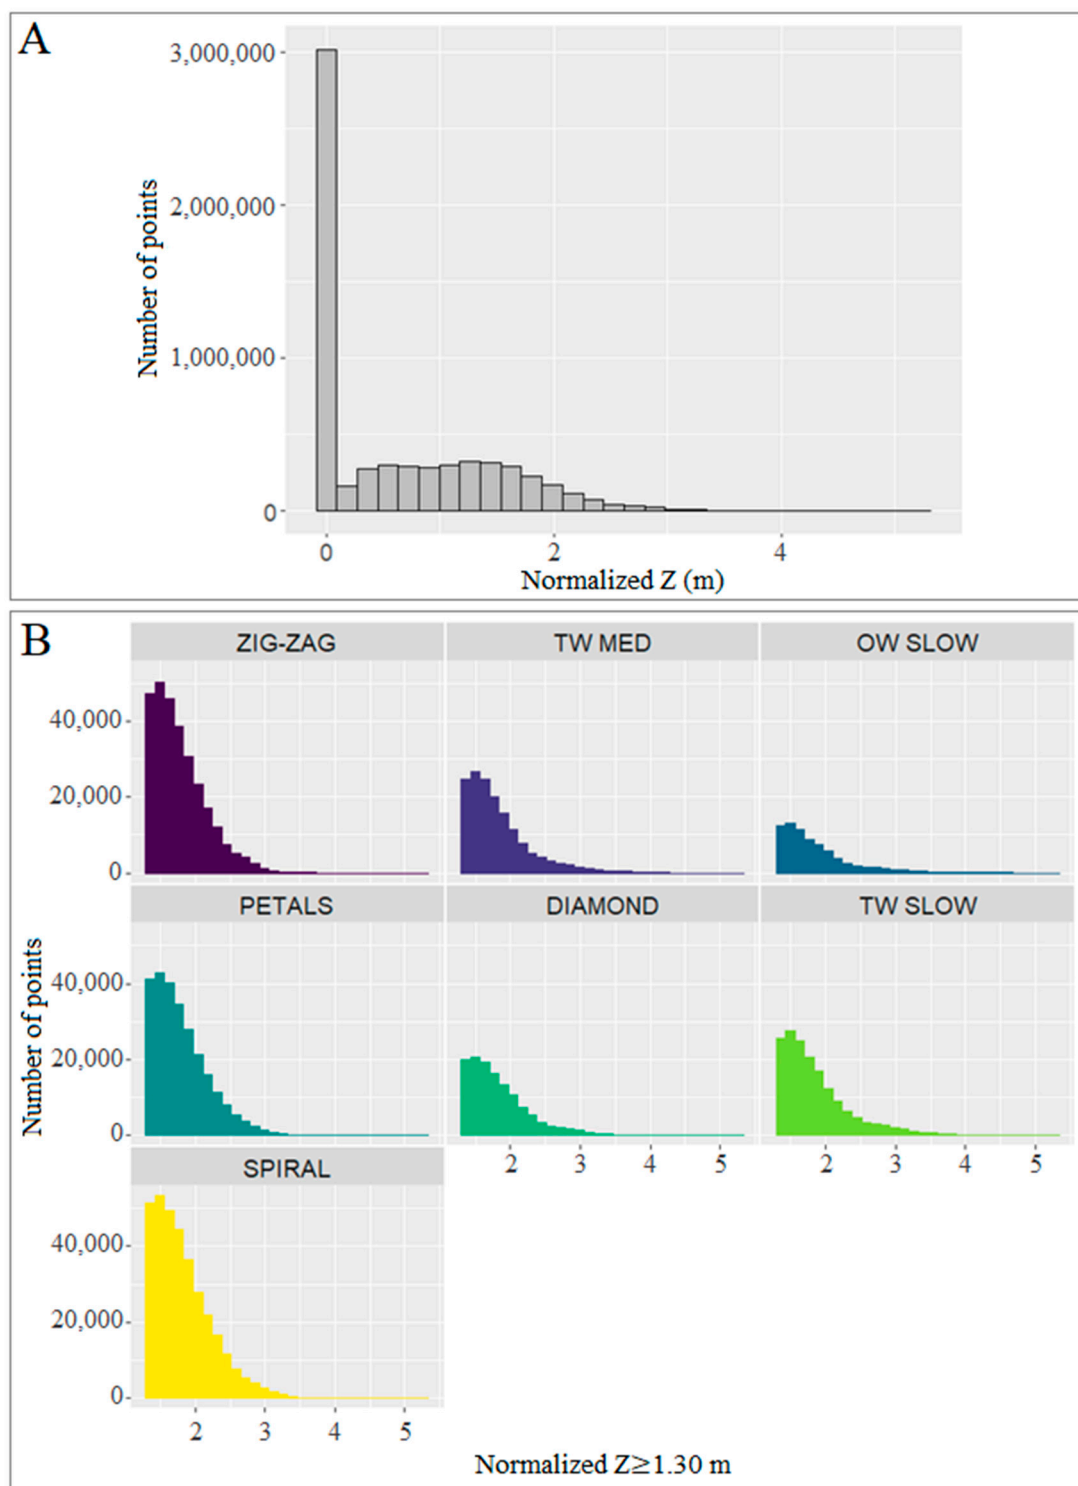 A
Number of points
3,000,000
2,000,000
1,000,000
0
0 2 4
Normalized Z (m)
B
ZIG-ZAG TW MED OW SLOW
40,000
20,000
0
PETALS DIAMOND TW SLOW
Number of points
40,000
20,000
0
2 3 4 5 2 3 4 5
SPIRAL
40,000
20,000
0
2 3 4 5
Normalized Z≥1.30 m